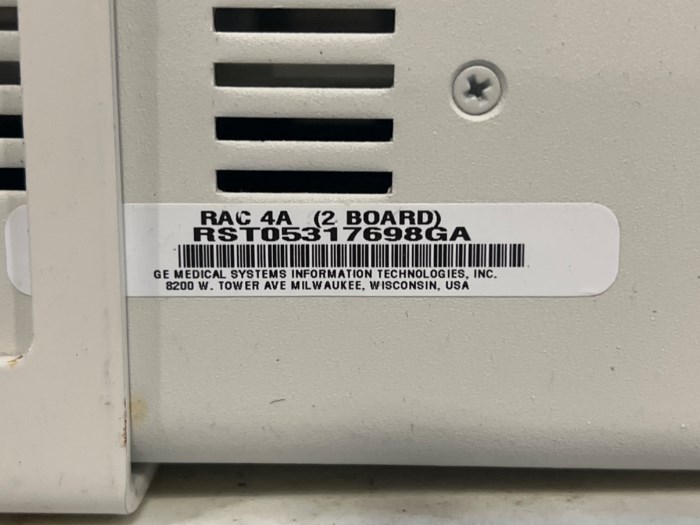 RAC 4A (2 BOARD)
RST05317698GA
GE MEDICAL SYSTEMS INFORMATION TECHNOLOGIES, INC.
8200 W. TOWER AVE MILWAUKEE, WISCONSIN, USA